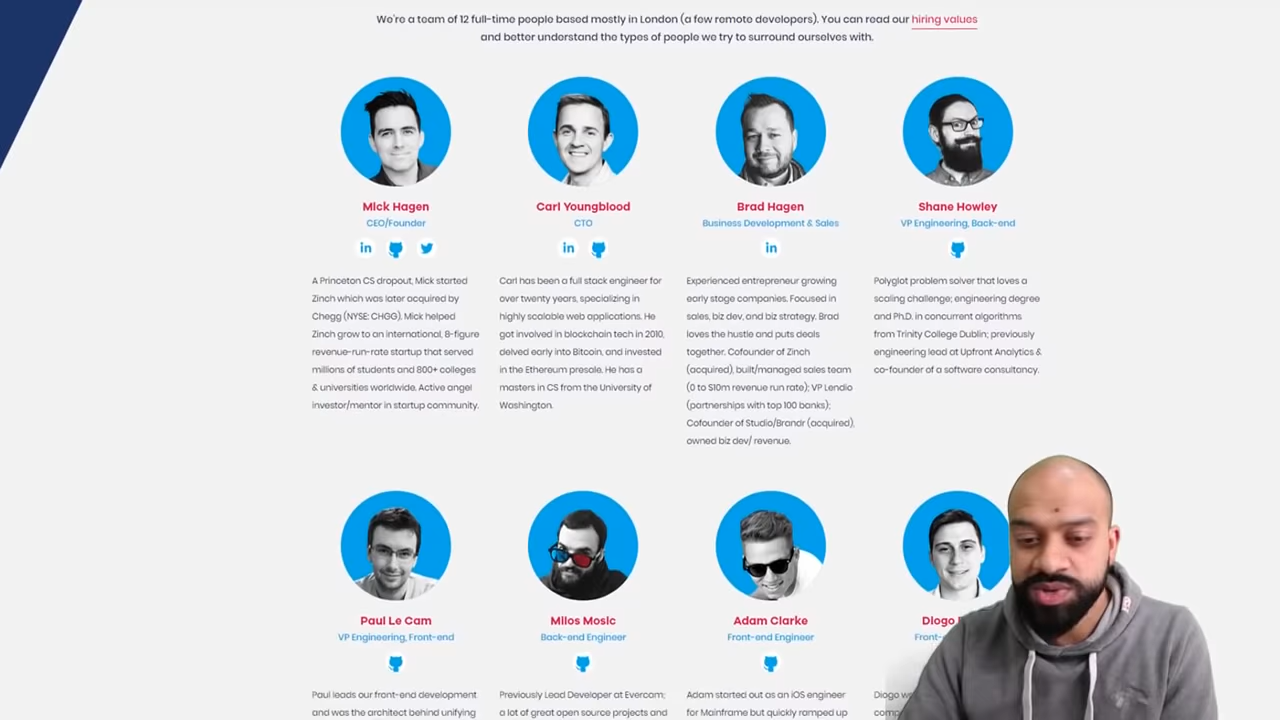 We're a team of 12 full-time people based mostly in London (a few remote developers). You can read our hiring values
and better understand the types of people we try to surround ourselves with.
Mick Hagen
CEO/Founder
A Princeton CS dropout, Mick started
Zinch which was later acquired by
Chegg (NYSE: CHGG). Mick helped
Zinch grow to an international, 8-figure
revenue-run-rate startup that served
millions of students and 800+ colleges
& universities worldwide. Active angel
investor/mentor in startup community.
Carl Youngblood
CTO
Carl has been a full stack engineer for
over twenty years, specializing in
highly scalable web applications. He
got involved in blockchain tech in 2010,
delved early into Bitcoin, and invested
in the Ethereum presale. He has a
masters in CS from the University of
Washington.
Brad Hagen
Business Development & Sales
Experienced entrepreneur growing
early stage companies. Focused in
sales, biz dev, and biz strategy. Brad
loves the hustle and puts deals
together. Cofounder of Zinch
(acquired), built/managed sales team
(0 to $10m revenue run rate); VP Lendio
(partnerships with top 100 banks);
Cofounder of Studio/Brandr (acquired),
owned biz dev/ revenue.
Shane Howley
VP Engineering, Back-end
Polyglot problem solver that loves a
scaling challenge; engineering degree
and Ph.D. in concurrent algorithms
from Trinity College Dublin; previously
engineering lead at Upfront Analytics &
co-founder of a software consultancy.
Paul Le Cam
VP Engineering, Front-end
Paul leads our front-end development
and was the architect behind unifying
Milos Mosic
Back-end Engineer
Previously Lead Developer at Evercam;
a lot of great open source projects and
Adam Clarke
Front-end Engineer
Adam started out as an iOS engineer
for Mainframe but quickly ramped up
Diogo
Front-
Diogo